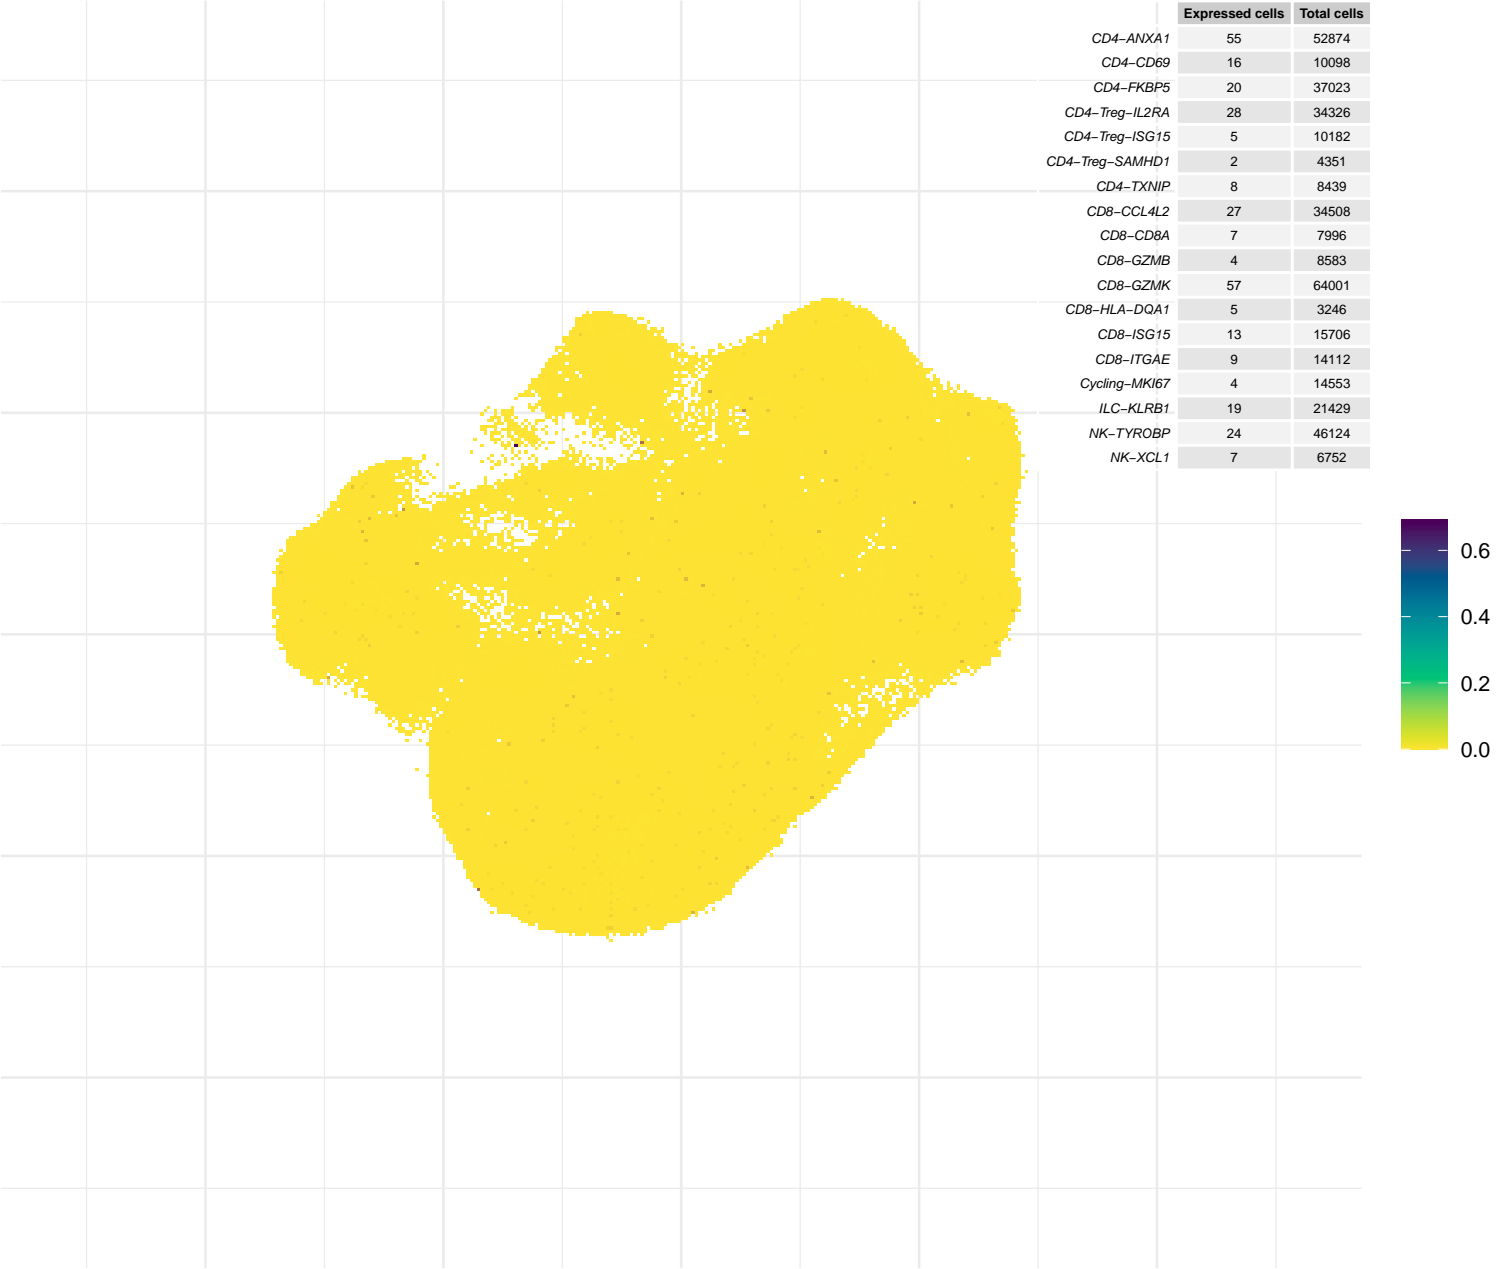 Expressed cells Total cells
CD4−ANXA1 55 52874
CD4−CD69 16 10098
CD4−FKBP5 20 37023
CD4−Treg−IL2RA 28 34326
CD4−Treg−ISG15 5 10182
CD4−Treg−SAMHD1 2 4351
CD4−TXNIP 8 8439
CD8−CCL4L2 27 34508
CD8−CD8A 7 7996
CD8−GZMB 4 8583
CD8−GZMK 57 64001
CD8−HLA−DQA1 5 3246
CD8−ISG15 13 15706
CD8−ITGAE 9 14112
Cycling−MKI67 4 14553
ILC−KLRB1 19 21429
NK−TYROBP 24 46124
NK−XCL1 7 6752
0.6
0.4
0.2
0.0